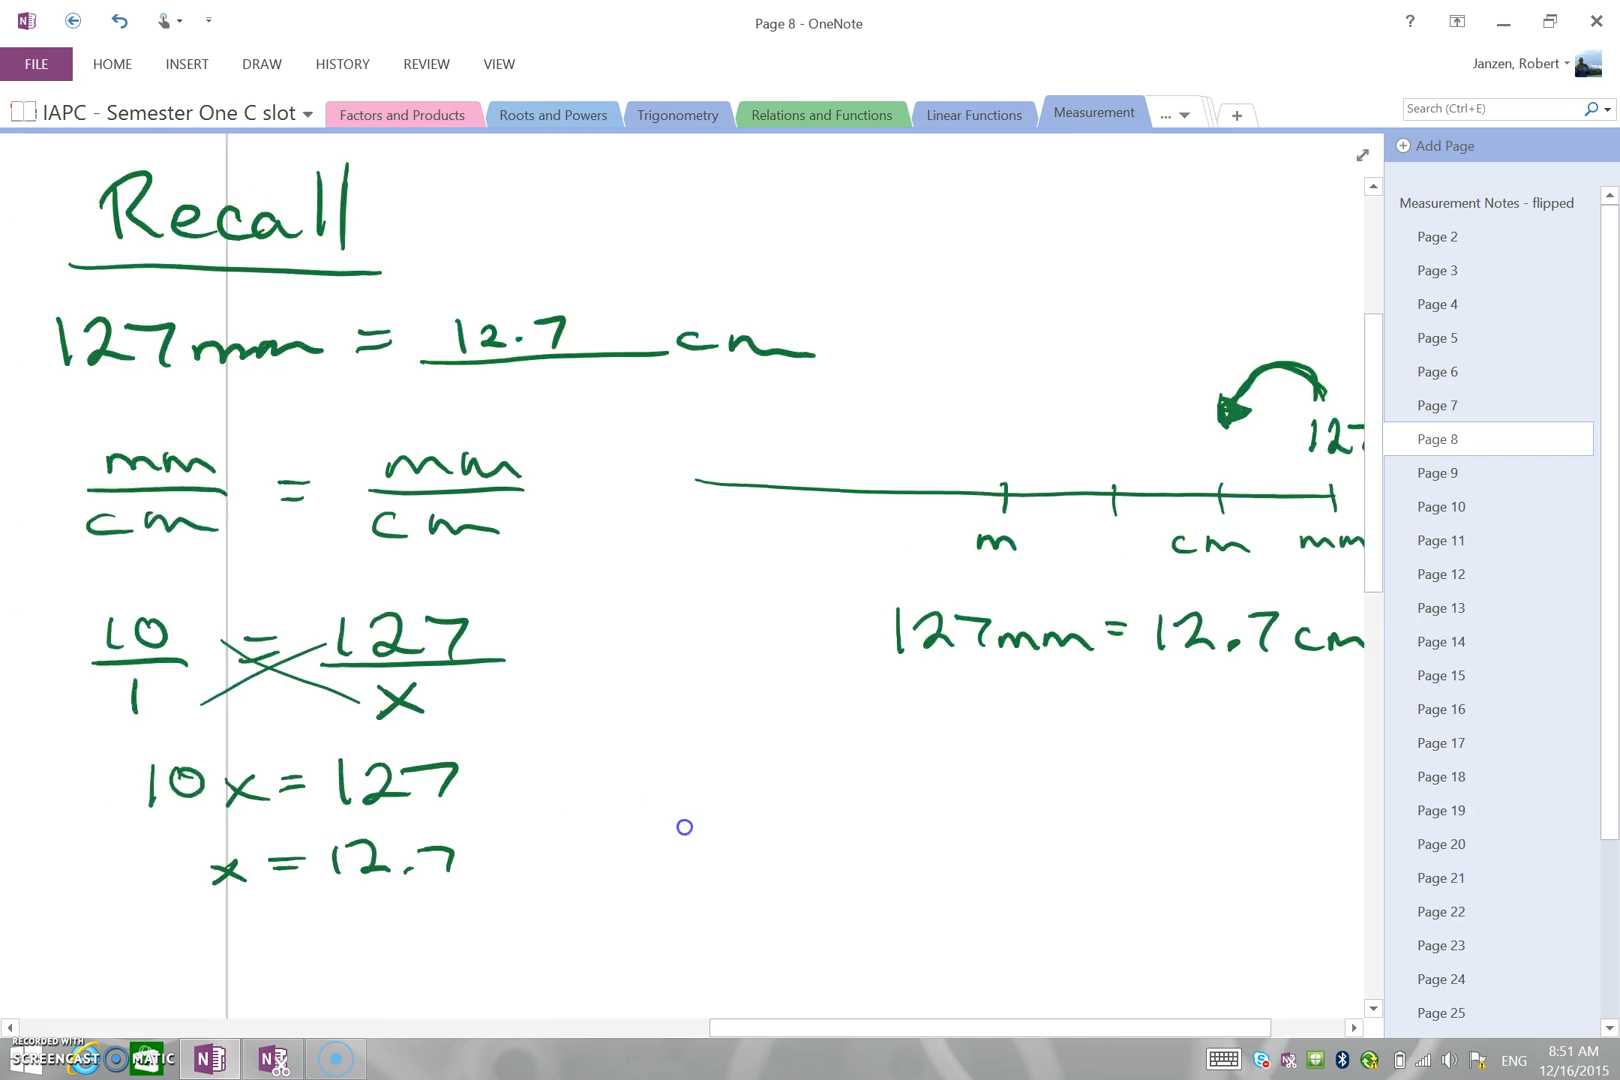 Page 8 - OneNote
?
FILE HOME INSERT DRAW HISTORY REVIEW VIEW
Janzen, Robert
IAPC - Semester One C slot
Factors and Products
Roots and Powers
Trigonometry
Relations and Functions
Linear Functions
Measurement
...
Search (Ctrl+E)
Add Page
Measurement Notes - flipped
Page 2
Page 3
Page 4
Page 5
Page 6
Page 7
Page 8
Page 9
Page 10
Page 11
Page 12
Page 13
Page 14
Page 15
Page 16
Page 17
Page 18
Page 19
Page 20
Page 21
Page 22
Page 23
Page 24
Page 25
Recall
127mm = 12.7 cm
mm/cm = mm/cm
10/1 = 127/x
10x = 127
x = 12.7
127
m cm mm
127mm = 12.7cm
RECORDED WITH
SCREENCAST MATIC
ENG
8:51 AM
12/16/2015